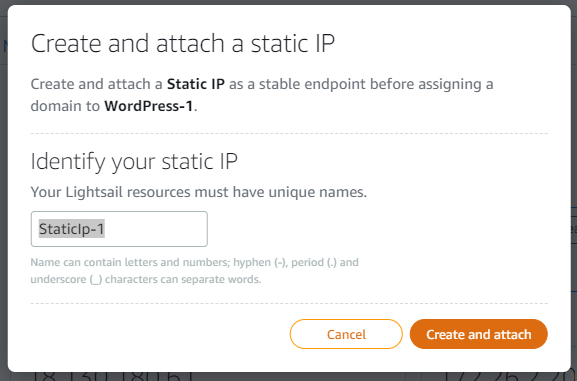 Create and attach a static IP
Create and attach a Static IP as a stable endpoint before assigning a
domain to WordPress-1.
Identify your static IP
Your Lightsail resources must have unique names.
StaticIp-1
Name can contain letters and numbers; hyphen (-), period (.) and
underscore (_) characters can separate words.
Cancel
Create and attach